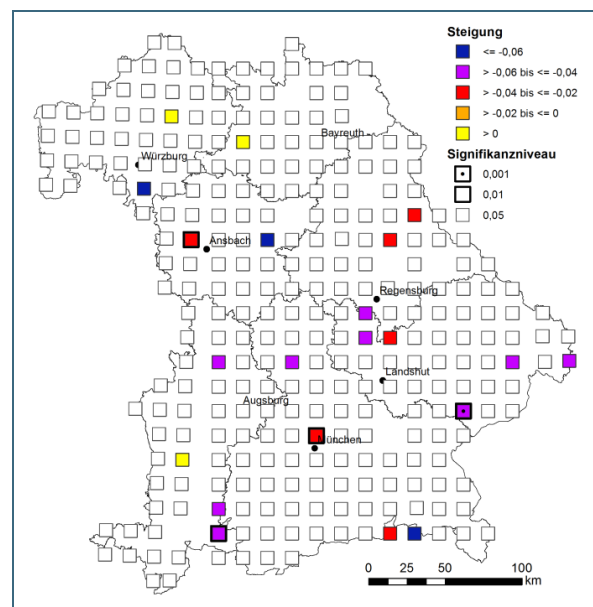 Steigung
<= -0,06
> -0,06 bis <= -0,04
> -0,04 bis <= -0,02
> -0,02 bis <= 0
> 0
Signifikanzniveau
0,001
0,01
0,05
Bayreuth
Würzburg
Ansbach
Regensburg
Landshut
Augsburg
München
0 25 50 100
km